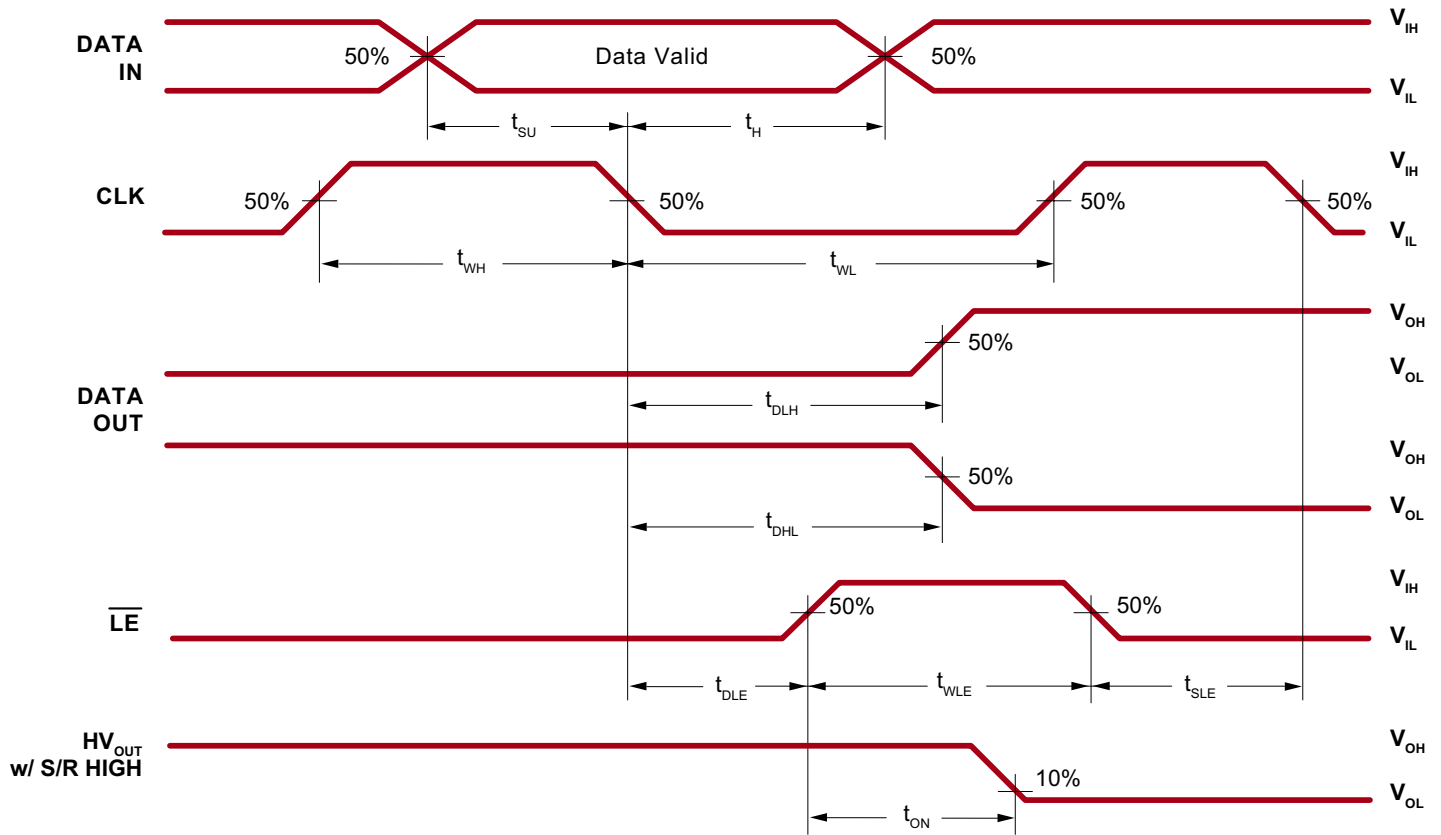 DATA
IN
50%
Data Valid
50%
V_IH
V_IL
t_SU
t_H
CLK
50%
50%
50%
50%
V_IH
V_IL
t_WH
t_WL
DATA
OUT
50%
V_OH
V_OL
t_DLH
50%
V_OH
V_OL
t_DHL
LE
50%
50%
V_IH
V_IL
t_DLE
t_WLE
t_SLE
HV_OUT
w/ S/R HIGH
10%
V_OH
V_OL
t_ON